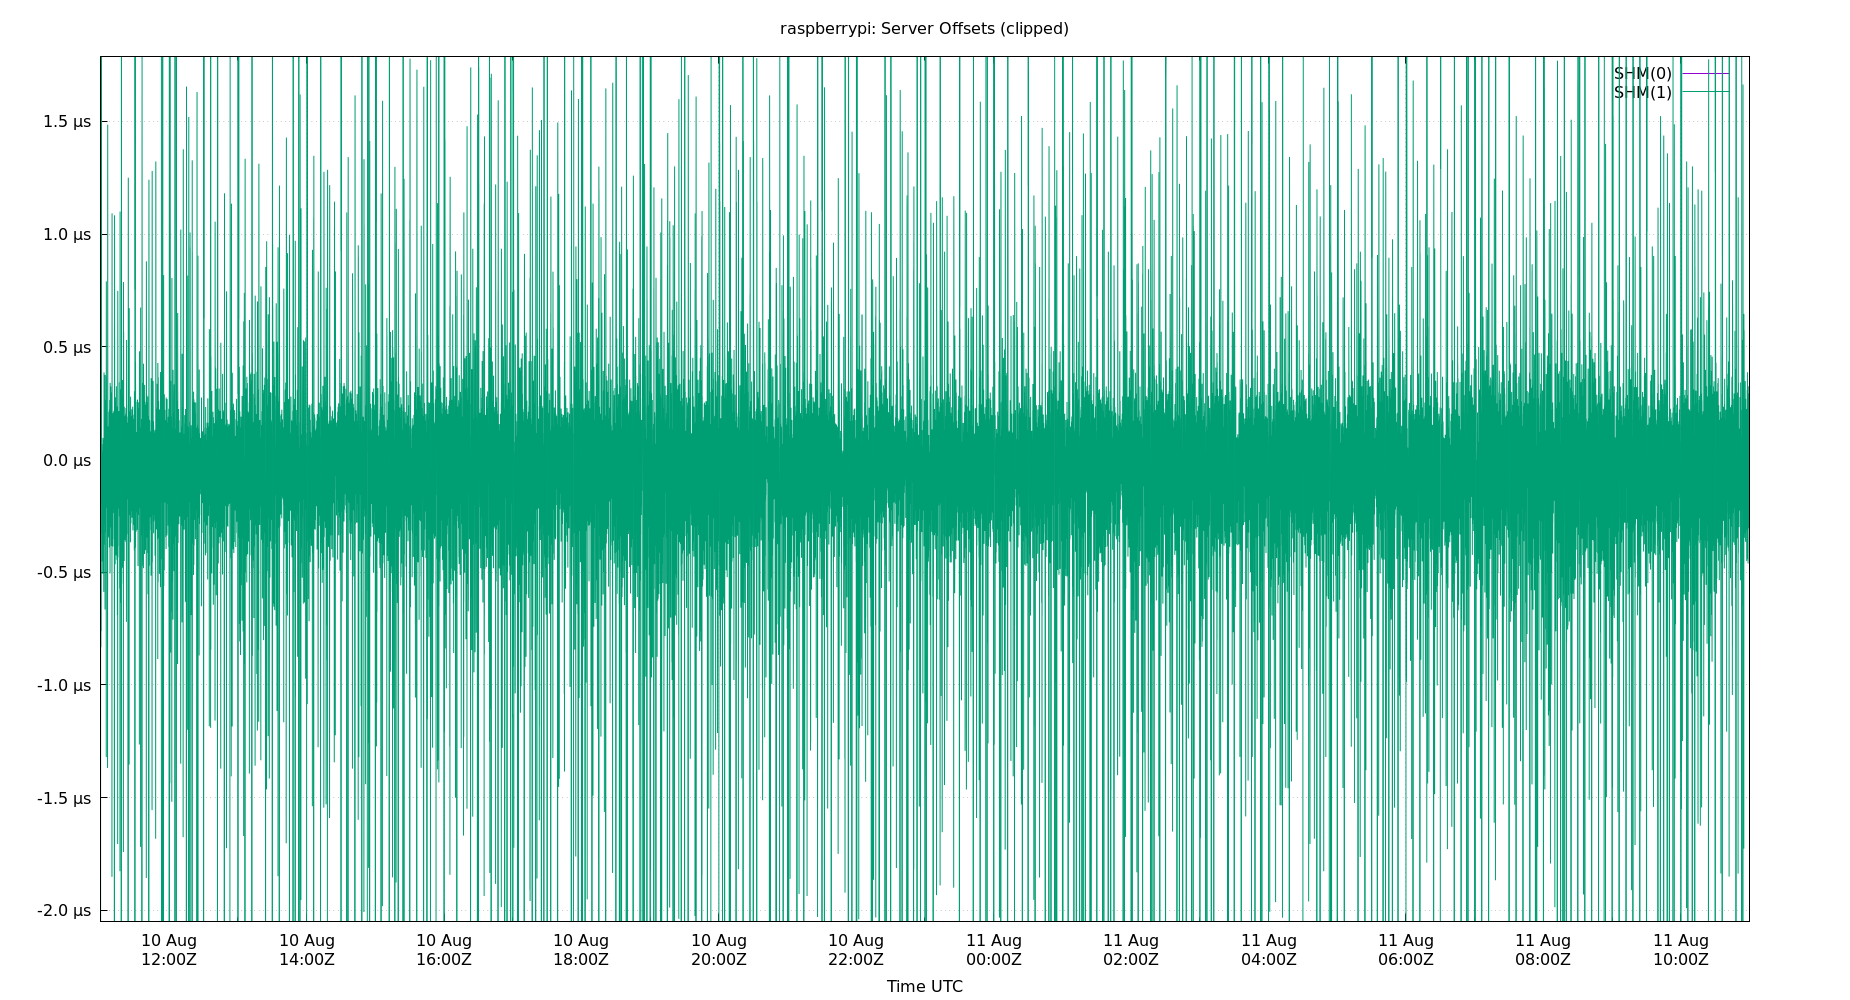 raspberrypi: Server Offsets (clipped)
SHM(0)
SHM(1)
1.5 µs
1.0 µs
0.5 µs
0.0 µs
-0.5 µs
-1.0 µs
-1.5 µs
-2.0 µs
10 Aug 10 Aug 10 Aug 10 Aug 10 Aug 10 Aug 11 Aug 11 Aug 11 Aug 11 Aug 11 Aug 11 Aug
12:00Z 14:00Z 16:00Z 18:00Z 20:00Z 22:00Z 00:00Z 02:00Z 04:00Z 06:00Z 08:00Z 10:00Z
Time UTC